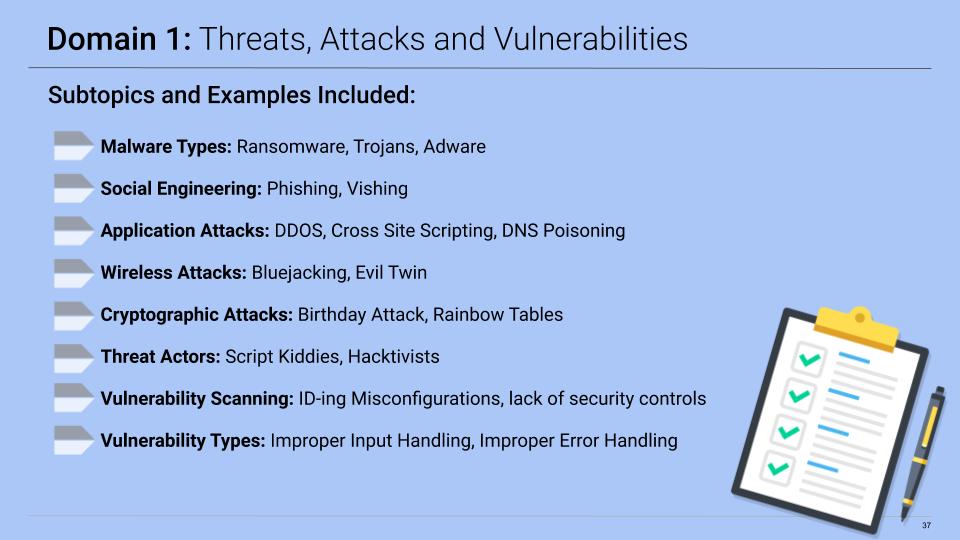 Domain 1: Threats, Attacks and Vulnerabilities
Subtopics and Examples Included:
Malware Types: Ransomware, Trojans, Adware
Social Engineering: Phishing, Vishing
Application Attacks: DDOS, Cross Site Scripting, DNS Poisoning
Wireless Attacks: Bluejacking, Evil Twin
Cryptographic Attacks: Birthday Attack, Rainbow Tables
Threat Actors: Script Kiddies, Hacktivists
Vulnerability Scanning: ID-ing Misconfigurations, lack of security controls
Vulnerability Types: Improper Input Handling, Improper Error Handling
37